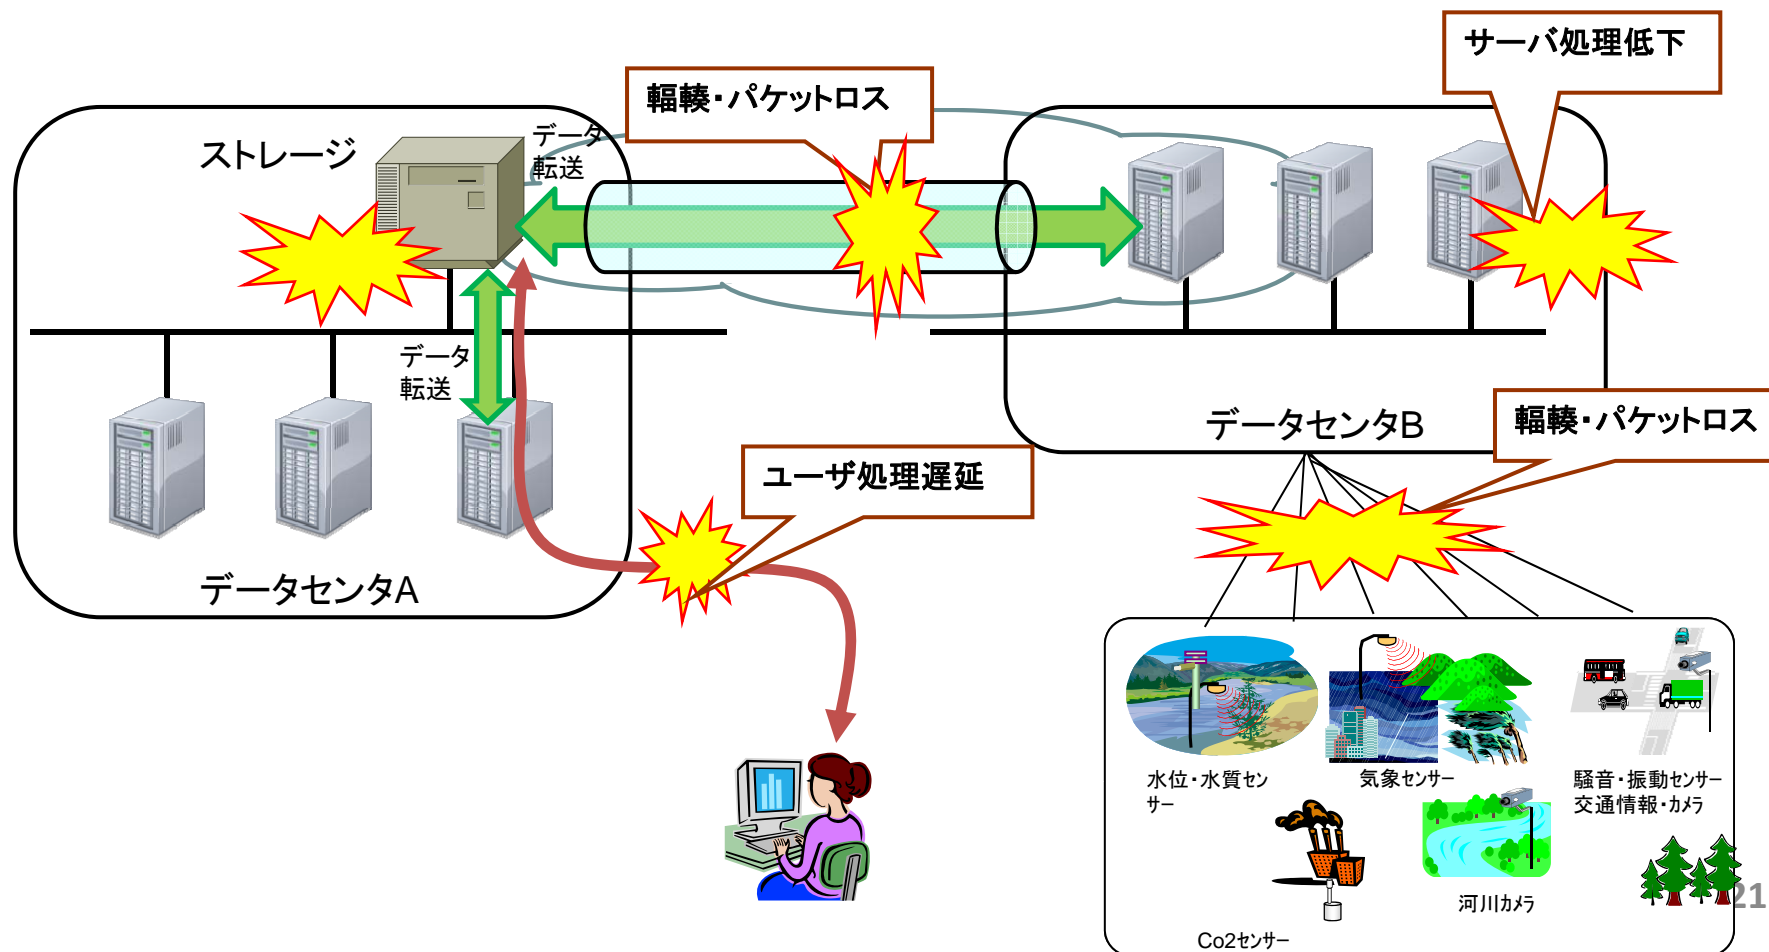 サーバ処理低下
輻輳・パケットロス
データ
転送
ストレージ
データ
転送
データセンタB
輻輳・パケットロス
ユーザ処理遅延
データセンタA
水位・水質セン
サー
気象センサー
騒音・振動センサー
交通情報・カメラ
河川カメラ
Co2センサー
21